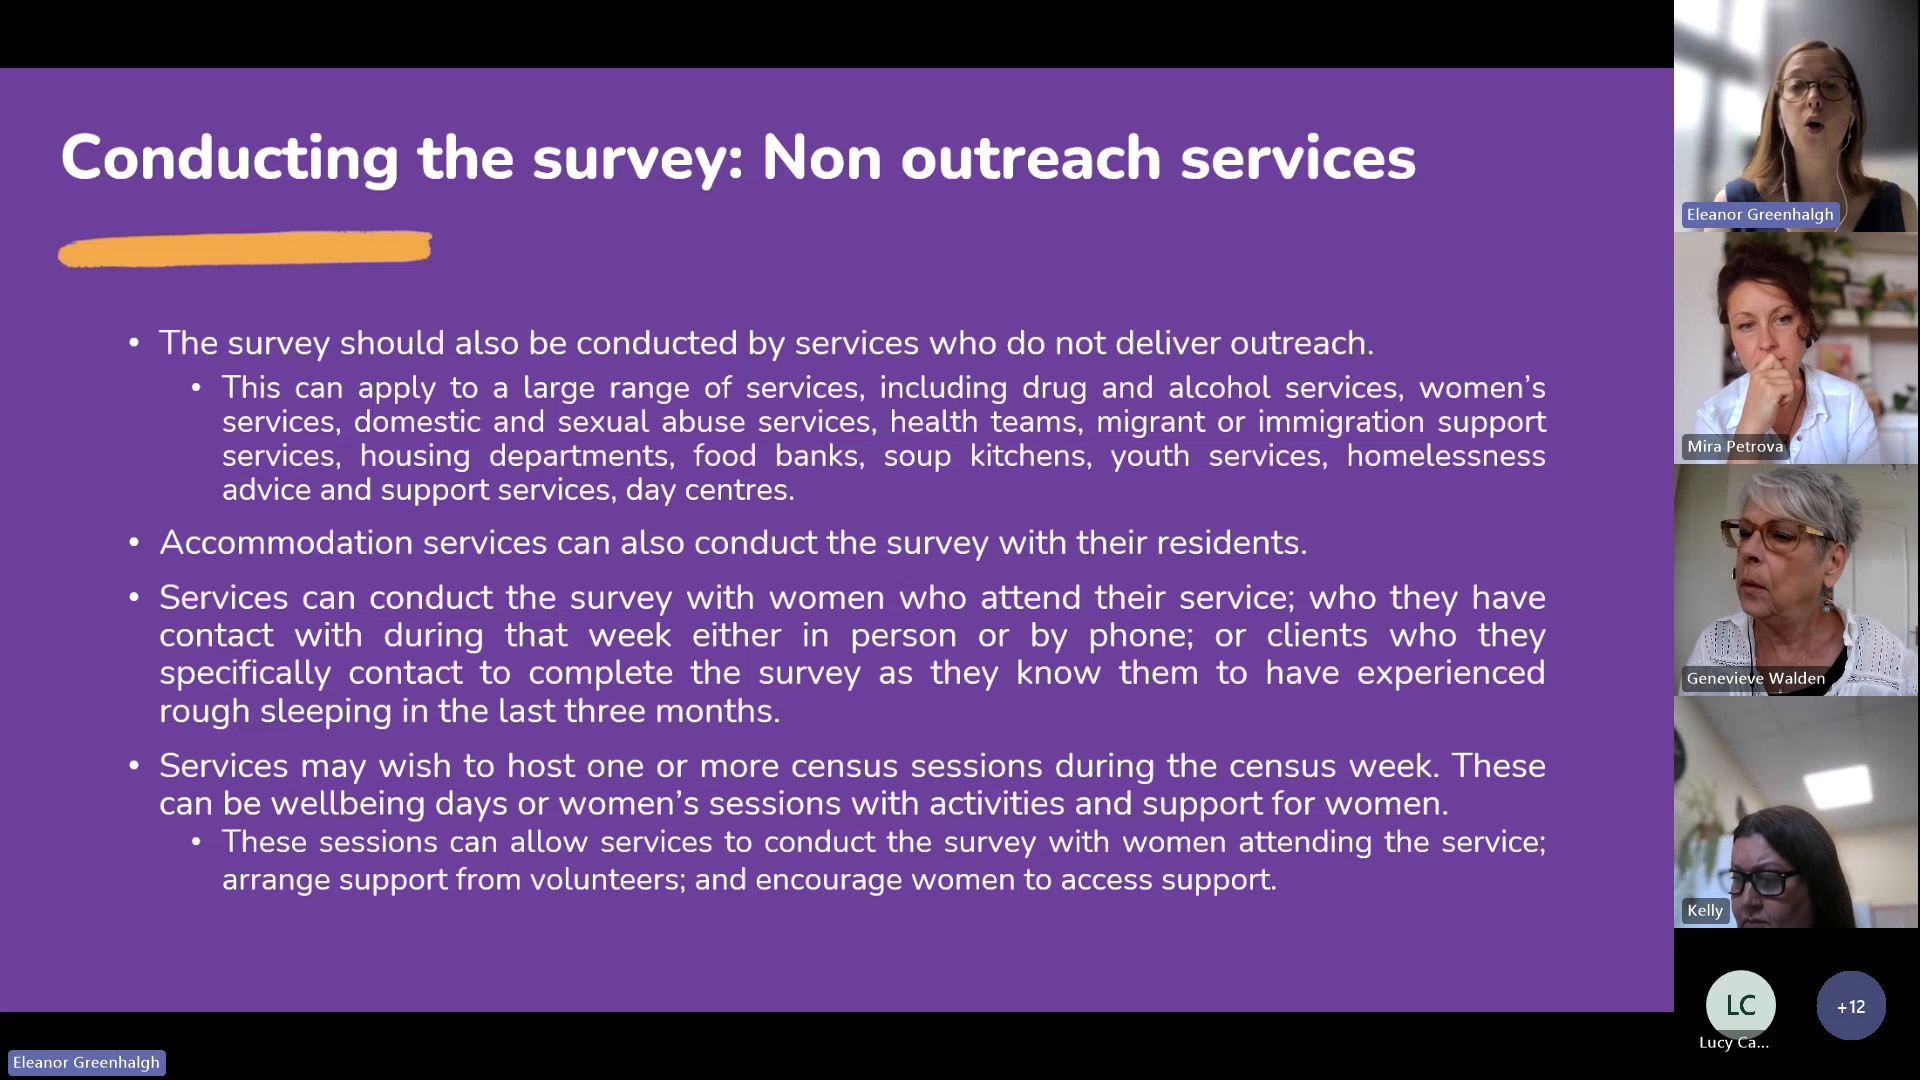 Conducting the survey: Non outreach services
• The survey should also be conducted by services who do not deliver outreach.
• This can apply to a large range of services, including drug and alcohol services, women’s
services, domestic and sexual abuse services, health teams, migrant or immigration support
services, housing departments, food banks, soup kitchens, youth services, homelessness
advice and support services, day centres.
• Accommodation services can also conduct the survey with their residents.
• Services can conduct the survey with women who attend their service; who they have
contact with during that week either in person or by phone; or clients who they
specifically contact to complete the survey as they know them to have experienced
rough sleeping in the last three months.
• Services may wish to host one or more census sessions during the census week. These
can be wellbeing days or women’s sessions with activities and support for women.
• These sessions can allow services to conduct the survey with women attending the service;
arrange support from volunteers; and encourage women to access support.
Eleanor Greenhalgh
Eleanor Greenhalgh
Mira Petrova
Genevieve Walden
Kelly
LC
Lucy Ca...
+12